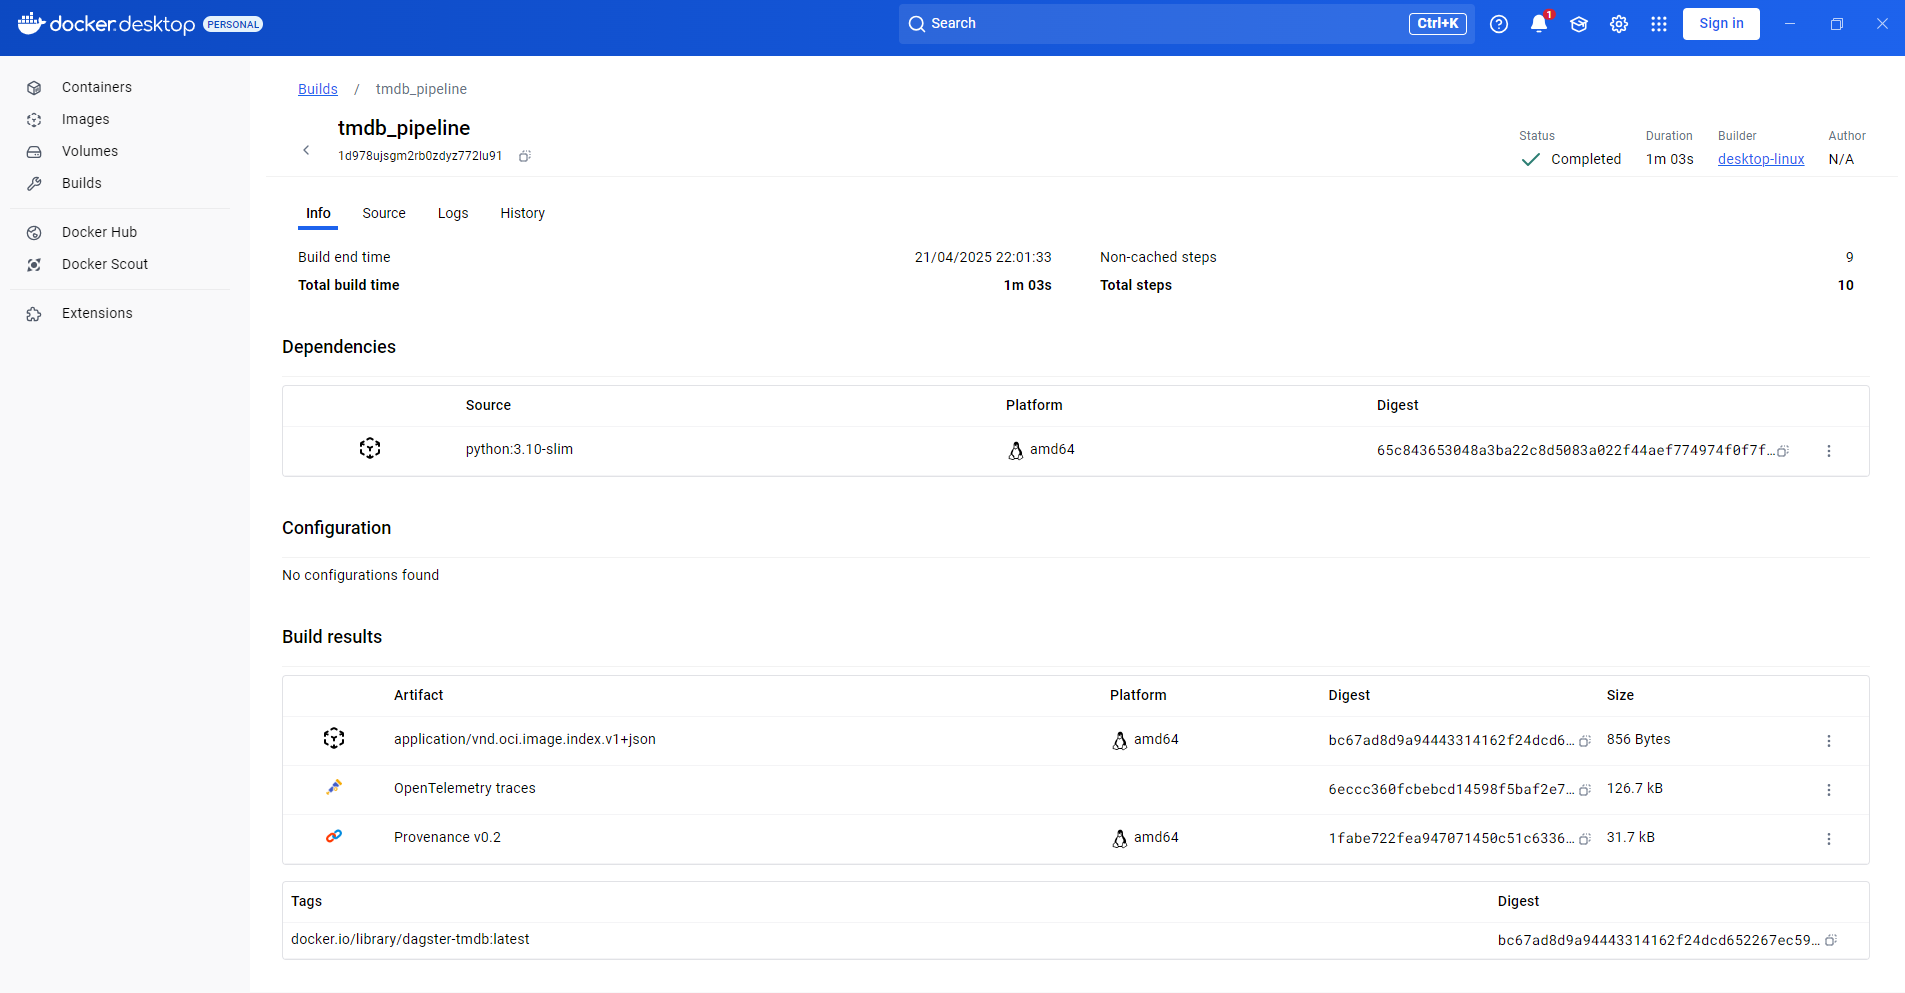 docker.desktop PERSONAL
Search Ctrl+K 1 Sign in
Containers
Images
Volumes
Builds
Docker Hub
Docker Scout
Extensions
Builds / tmdb_pipeline
tmdb_pipeline
1d978ujsgm2rb0zdyz772lu91
Status Duration Builder Author
Completed 1m 03s desktop-linux N/A
Info Source Logs History
Build end time 21/04/2025 22:01:33 Non-cached steps 9
Total build time 1m 03s Total steps 10
Dependencies
Source Platform Digest
python:3.10-slim amd64 65c843653048a3ba22c8d5083a022f44aef774974f0f7f...
Configuration
No configurations found
Build results
Artifact Platform Digest Size
application/vnd.oci.image.index.v1+json amd64 bc67ad8d9a94443314162f24dcd6... 856 Bytes
OpenTelemetry traces 6eccc360fcbebcd14598f5baf2e7... 126.7 kB
Provenance v0.2 amd64 1fabe722fea947071450c51c6336... 31.7 kB
Tags Digest
docker.io/library/dagster-tmdb:latest bc67ad8d9a94443314162f24dcd652267ec59...